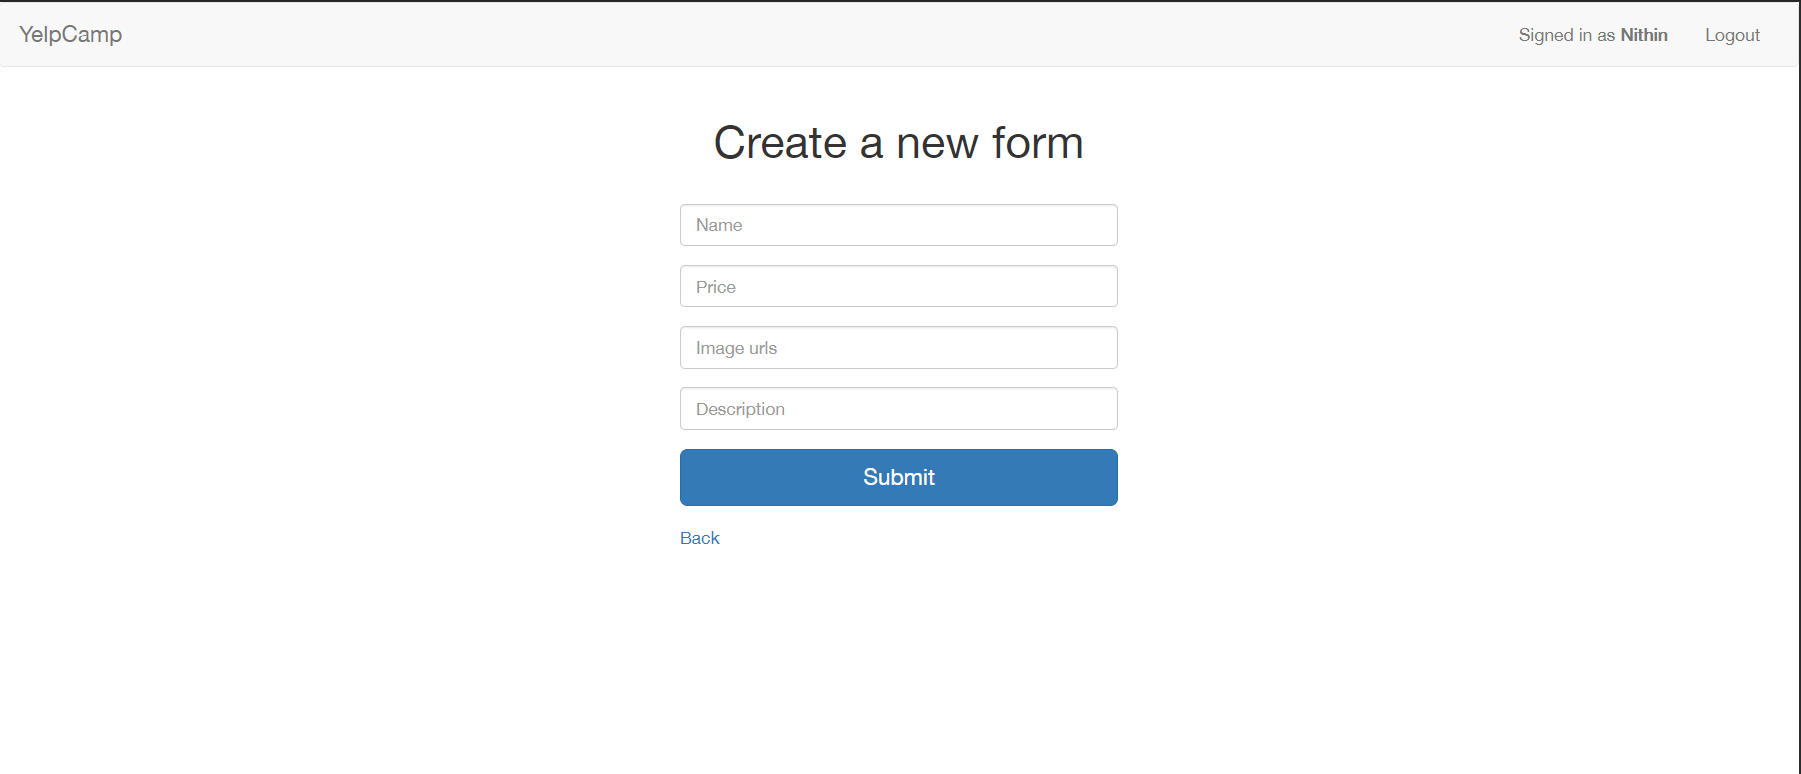 YelpCamp Signed in as Nithin Logout
Create a new form
Name
Price
Image urls
Description
Submit
Back